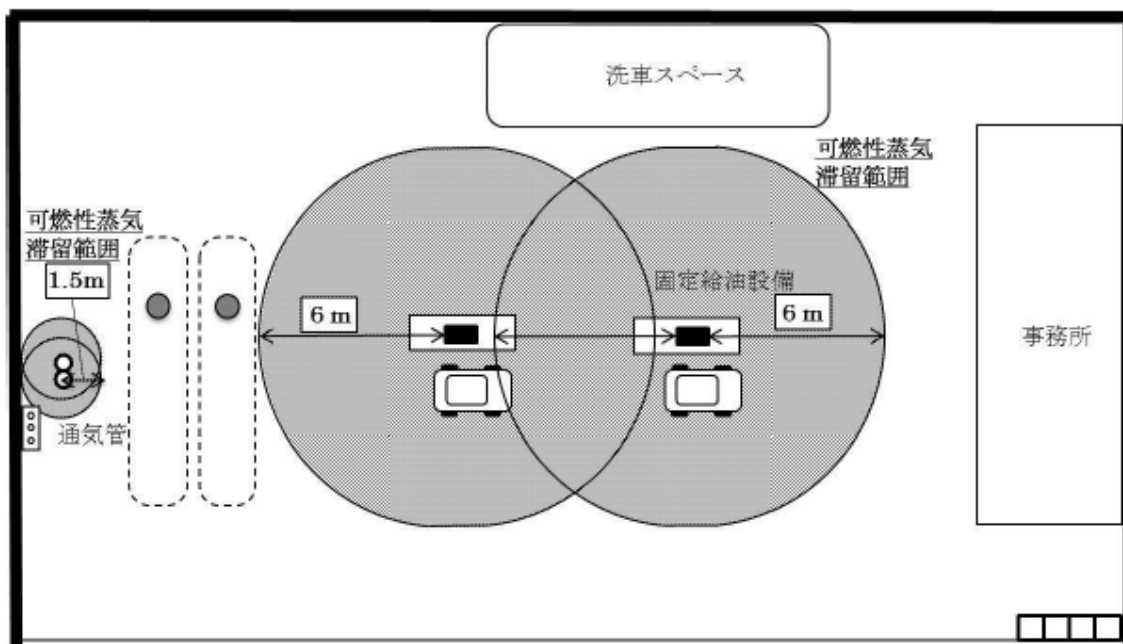 洗車スペース
可燃性蒸気
滞留範囲
可燃性蒸気
滞留範囲
1.5m
固定給油設備
6 m
6 m
事務所
通気管